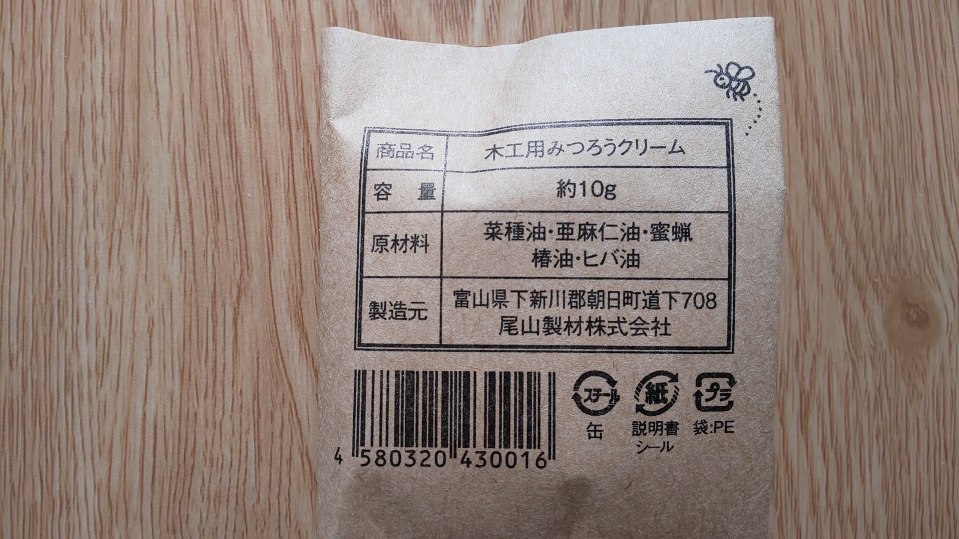 商品名 木工用みつろうクリーム
容量 約10g
原材料 菜種油・亜麻仁油・蜜蝋
椿油・ヒバ油
製造元 富山県下新川郡朝日町道下708
尾山製材株式会社
4 580320 430016
スチール 紙 プラ
缶 説明書 袋:PE
シール